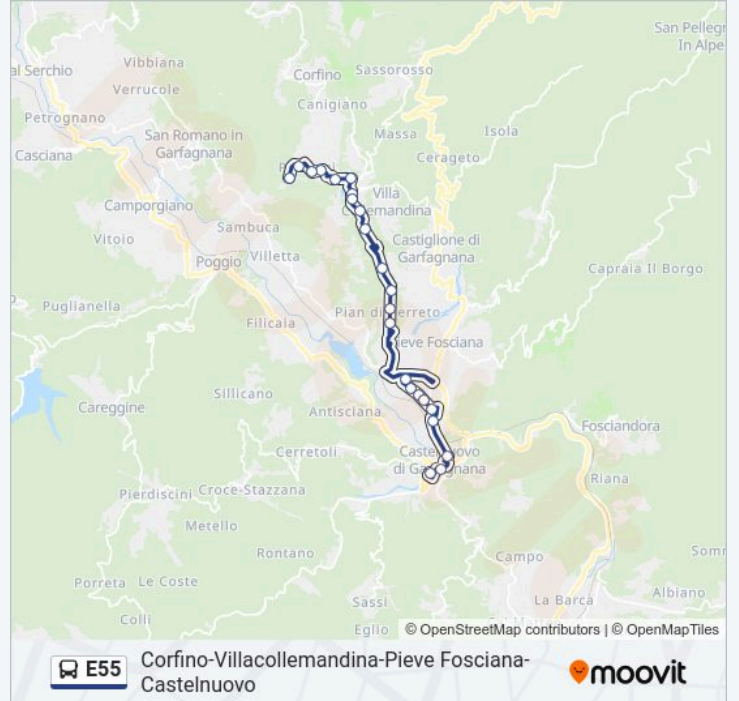 San Pellegr
In Alpe
al Serchio
Vibbiana
Corfino
Sassorosso
Verrucole
Canigiano
Petrognano
San Romano in
Garfagnana
Massa
Isola
Casciana
Cerageto
Villa
Collemandina
Camporgiano
Sambuca
Vitoio
Castiglione di
Garfagnana
Poggio
Villetta
Capraia Il Borgo
Puglianella
Pian di Cerreto
Filicala
Pieve Fosciana
Sillicano
Careggine
Antisciana
Fosciandora
Cerretoli
Castelnuovo
di Garfagnana
Riana
Pierdiscini
Croce-Stazzana
Metello
Rontano
Campo
Som
Porreta
Le Coste
Albiano
Sassi
La Barca
Colli
Eglio
© OpenStreetMap contributors | © OpenMapTiles
E55
Corfino-Villacollemandina-Pieve Fosciana-
Castelnuovo
moovit